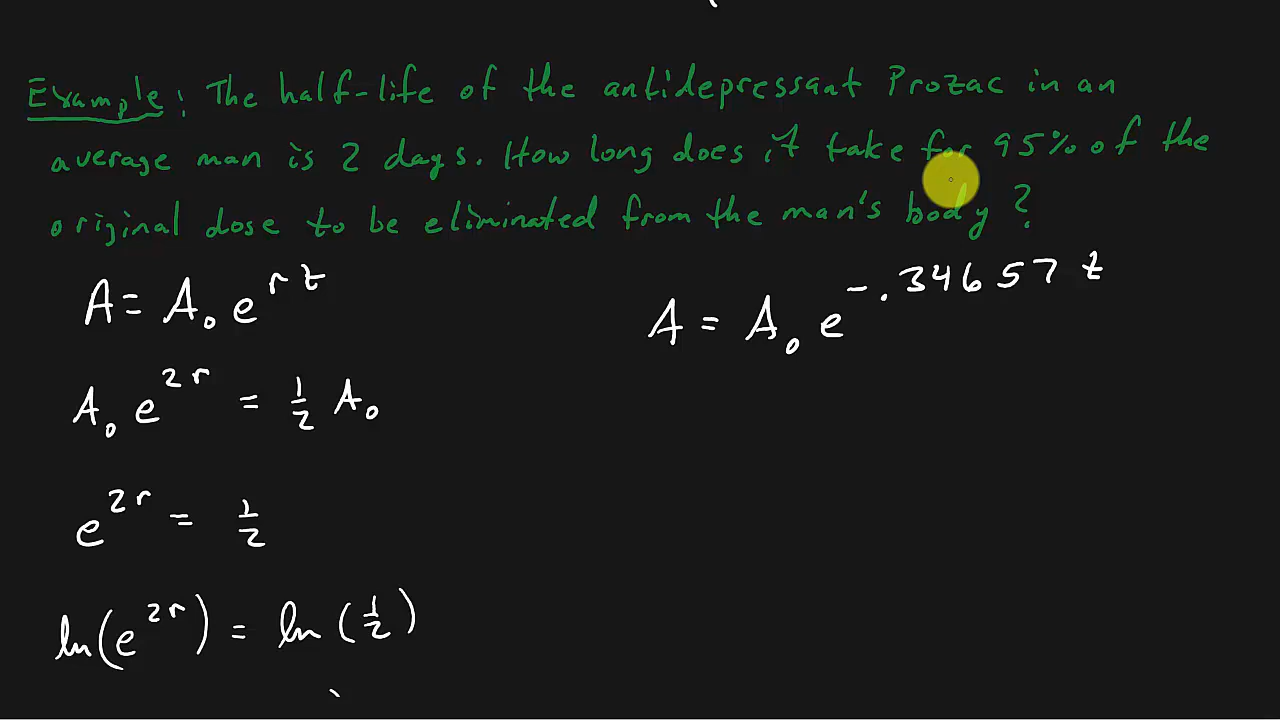 Example: The half-life of the antidepressant Prozac in an
average man is 2 days. How long does it take for 95% of the
original dose to be eliminated from the man's body?
A = A₀ e^{rt}
A = A₀ e^{-.34657 t}
A₀ e^{2r} = 1/2 A₀
e^{2r} = 1/2
ln(e^{2r}) = ln(1/2)